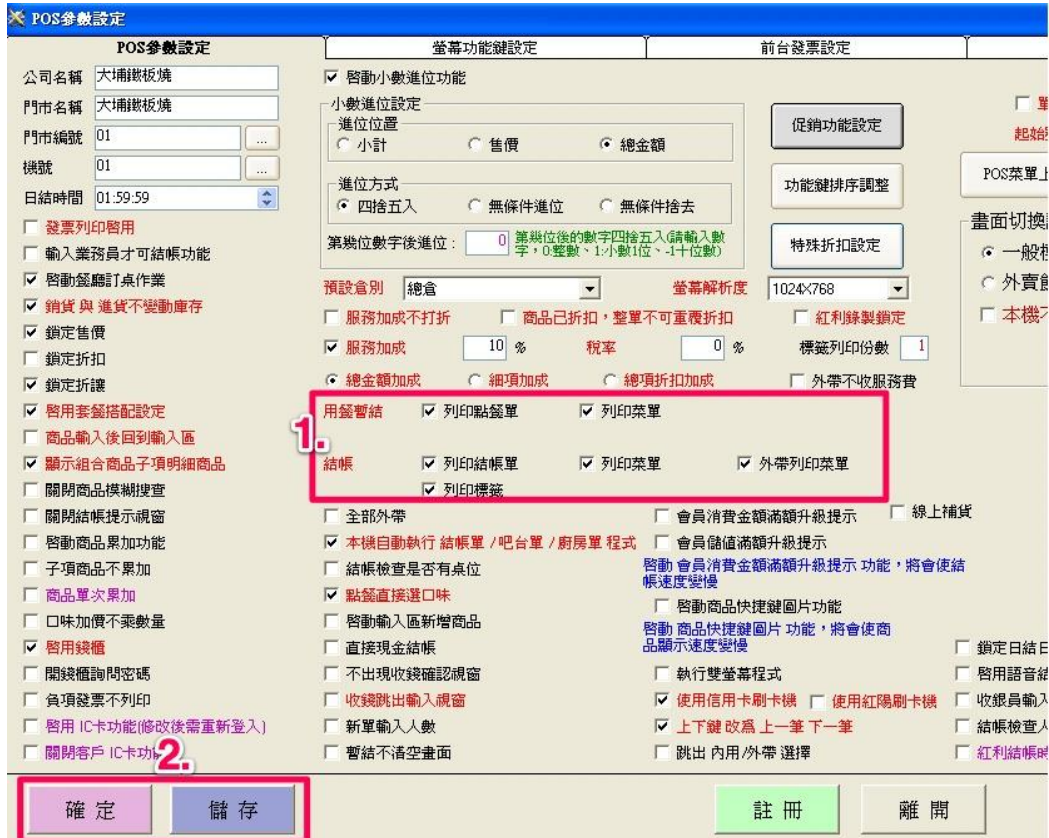 POS參數設定
POS參數設定
螢幕功能鍵設定
前台發票設定
公司名稱 大埔鐵板燒
門市名稱 大埔鐵板燒
門市編號 01 ...
機號 01 ...
日結時間 01:59:59
發票列印啓用
輸入業務員才可結帳功能
啓動餐廳訂点作業
銷貨 與 進貨不變動庫存
鎖定售價
鎖定折扣
鎖定折讓
啓用套餐搭配設定
商品輸入後回到輸入區
顯示組合商品子項明細商品
關閉商品模糊搜查
關閉結帳提示視窗
啓動商品累加功能
子項商品不累加
商品單次累加
口味加價不乘數量
啓用錢櫃
開錢櫃詢問密碼
負項發票不列印
啓用 IC卡功能(修改後需重新登入)
關閉客戶 IC卡功
啓動小數進位功能
小數進位設定
進位位置
小計 售價 總金額
進位方式
四捨五入 無條件進位 無條件捨去
第幾位數字後進位： 0 第幾位後的數字四捨五入(請輸入數
字，0:整數、1:小數1位、-1十位數)
促銷功能設定
功能鍵排序調整
特殊折扣設定
預設倉別 總倉 螢幕解析度 1024X768
服務加成不打折 商品已折扣，整單不可重覆折扣 紅利錄製鎖定
服務加成 10 % 稅率 0 % 標籤列印份數 1
總金額加成 細項加成 總項折扣加成 外帶不收服務費
1.
用餐暫結 列印點餐單 列印菜單
結帳 列印結帳單 列印菜單 外帶列印菜單
列印標籤
全部外帶
本機自動執行 結帳單 / 吧台單 / 廚房單 程式
結帳檢查是否有点位
點餐直接選口味
啓動輸入區新增商品
直接現金結帳
不出現收錢確認視窗
收錢跳出輸入視窗
新單輸入人數
暫結不清空畫面
會員消費金額滿額升級提示 線上補貨
會員儲值滿額升級提示
啓動 會員消費金額滿額升級提示 功能，將會使結
帳速度變慢
啓動商品快捷鍵圖片功能
啓動 商品快捷鍵圖片 功能，將會使商
品顯示速度變慢
執行雙螢幕程式
使用信用卡刷卡機 使用紅陽刷卡機
上下鍵 改爲 上一筆 下一筆
跳出 內用/外帶 選擇
單
起始
POS菜單上
畫面切換
一般
外賣
本機不
鎖定日結日
啓用語音結
收銀員輸入
結帳檢查人
紅利結帳時
2.
確 定 儲 存 註 冊 離 開